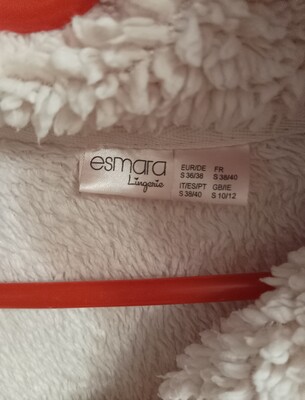 esmara
Lingerie
EUR/DE FR
S 36/38 S 38/40
IT/ES/PT GB/IE
S 38/40 S 10/12